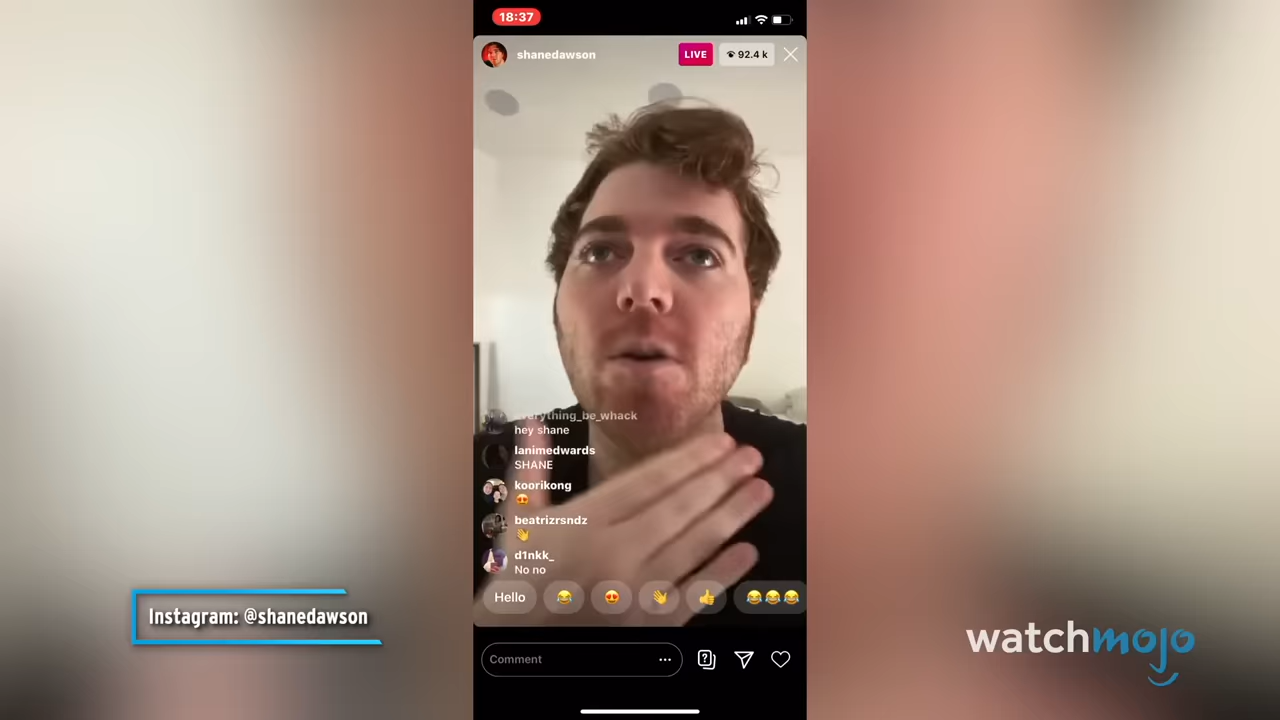 18:37
shanedawson
LIVE
92.4 k
everything_be_whack
hey shane
lanimedwards
SHANE
koorikong
beatrizrsndz
d1nkk_
No no
Hello
Comment
Instagram: @shanedawson
watchmojo